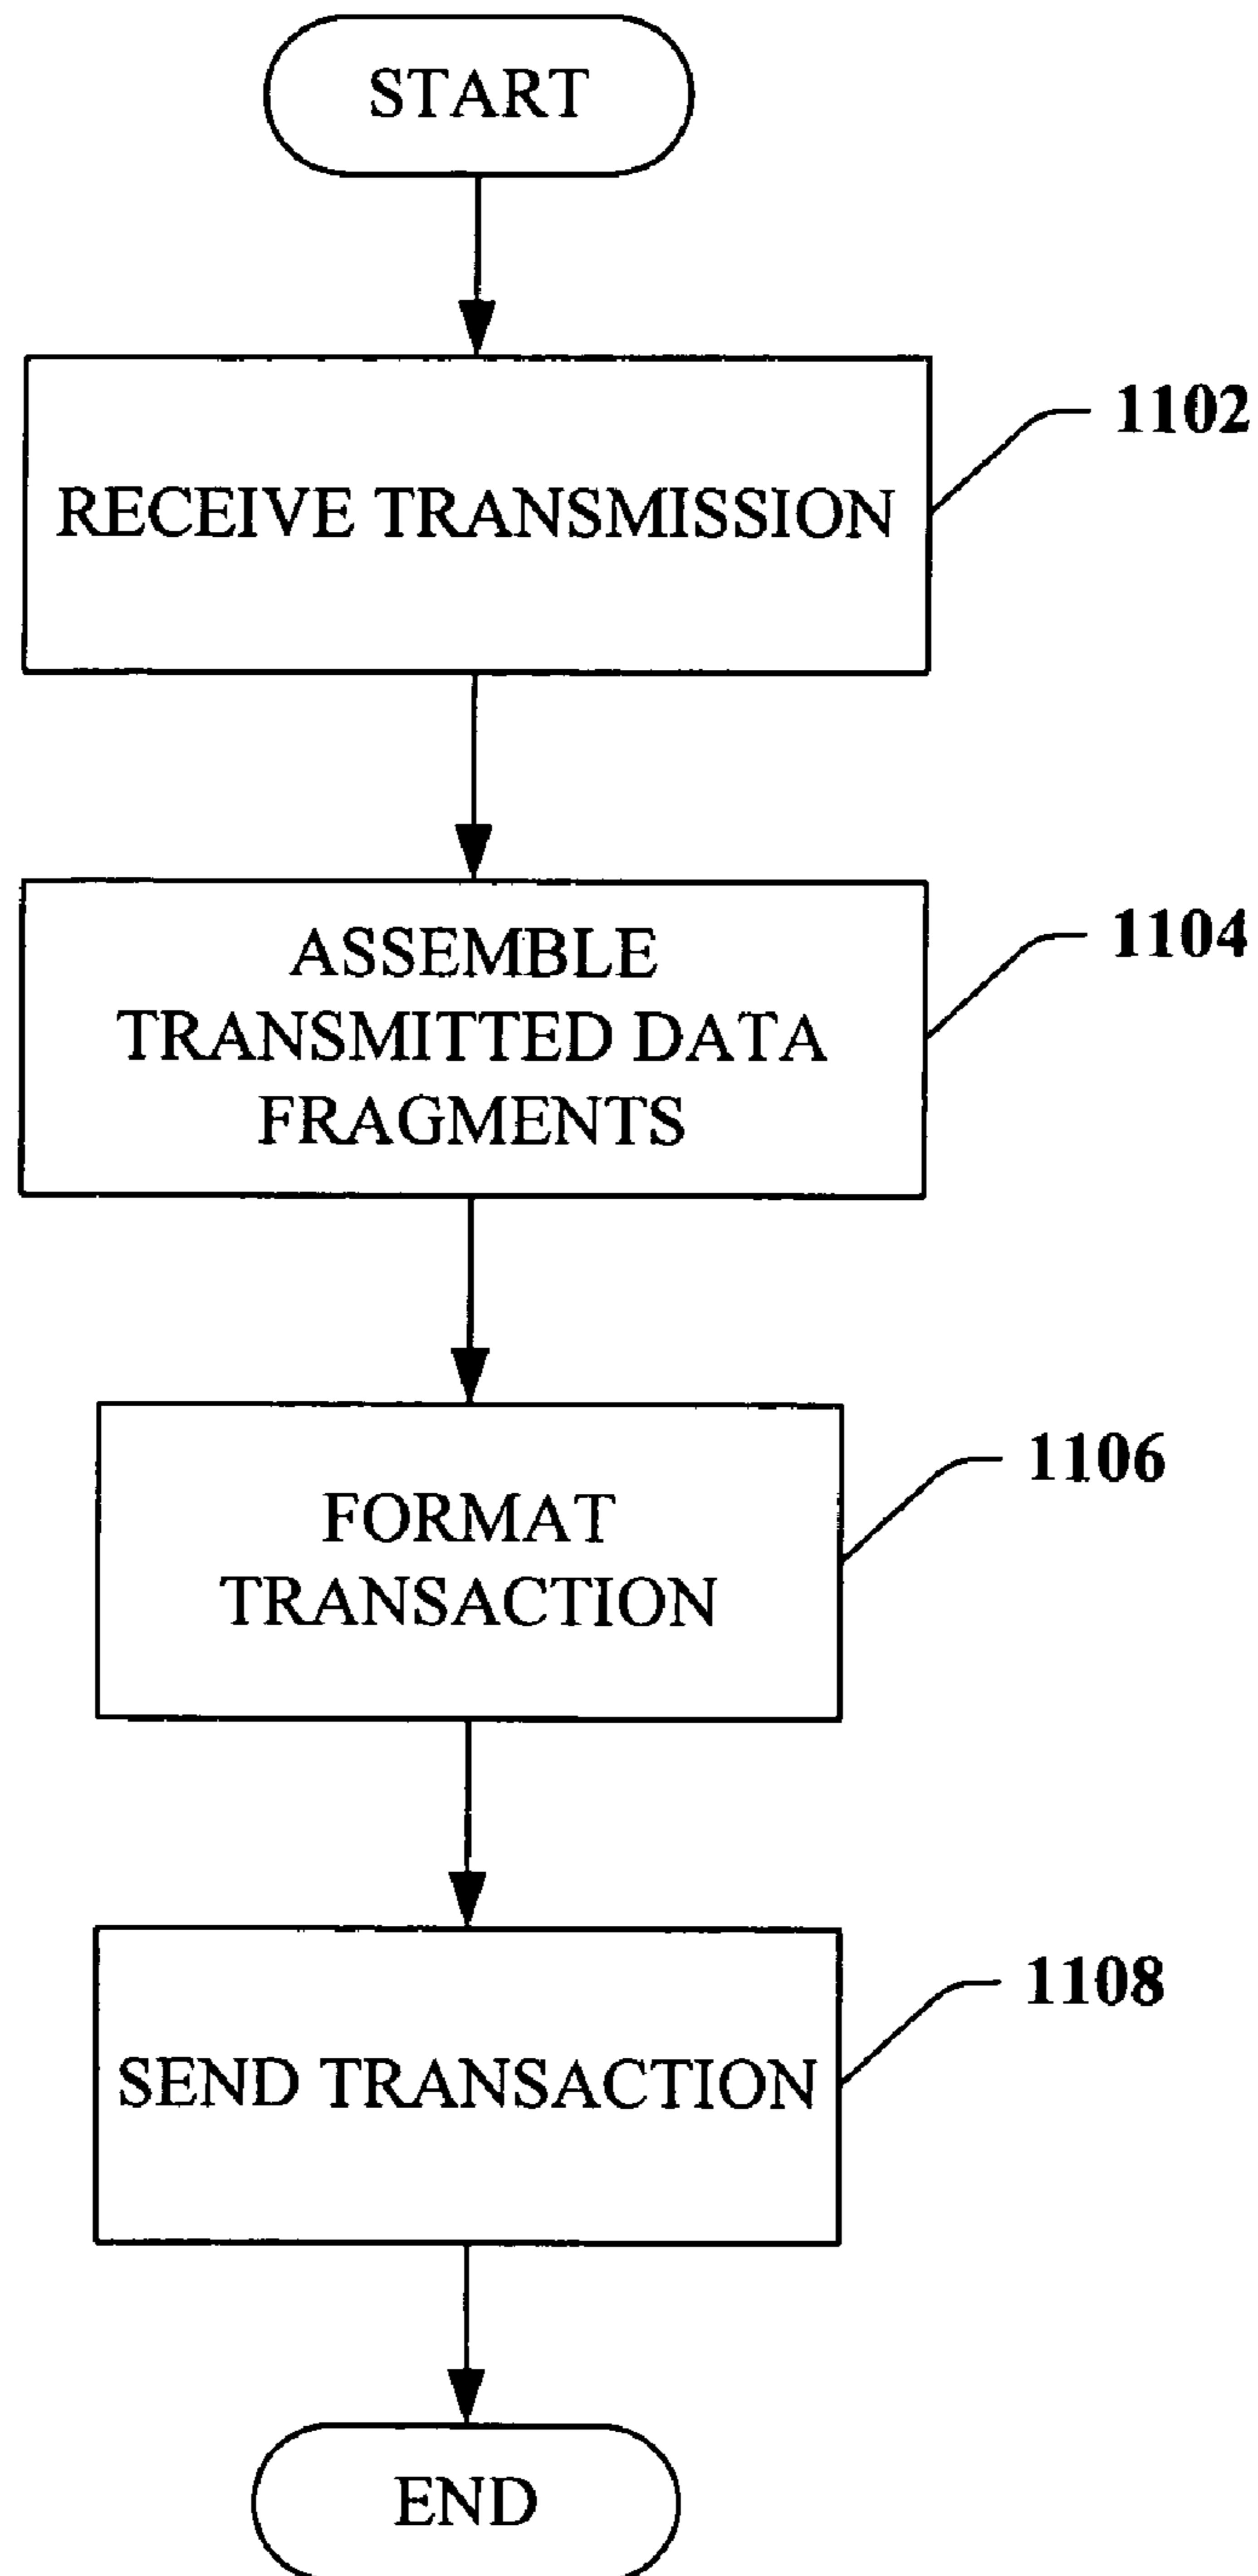 START
RECEIVE TRANSMISSION
1102
ASSEMBLE
TRANSMITTED DATA
FRAGMENTS
1104
FORMAT
TRANSACTION
1106
SEND TRANSACTION
1108
END